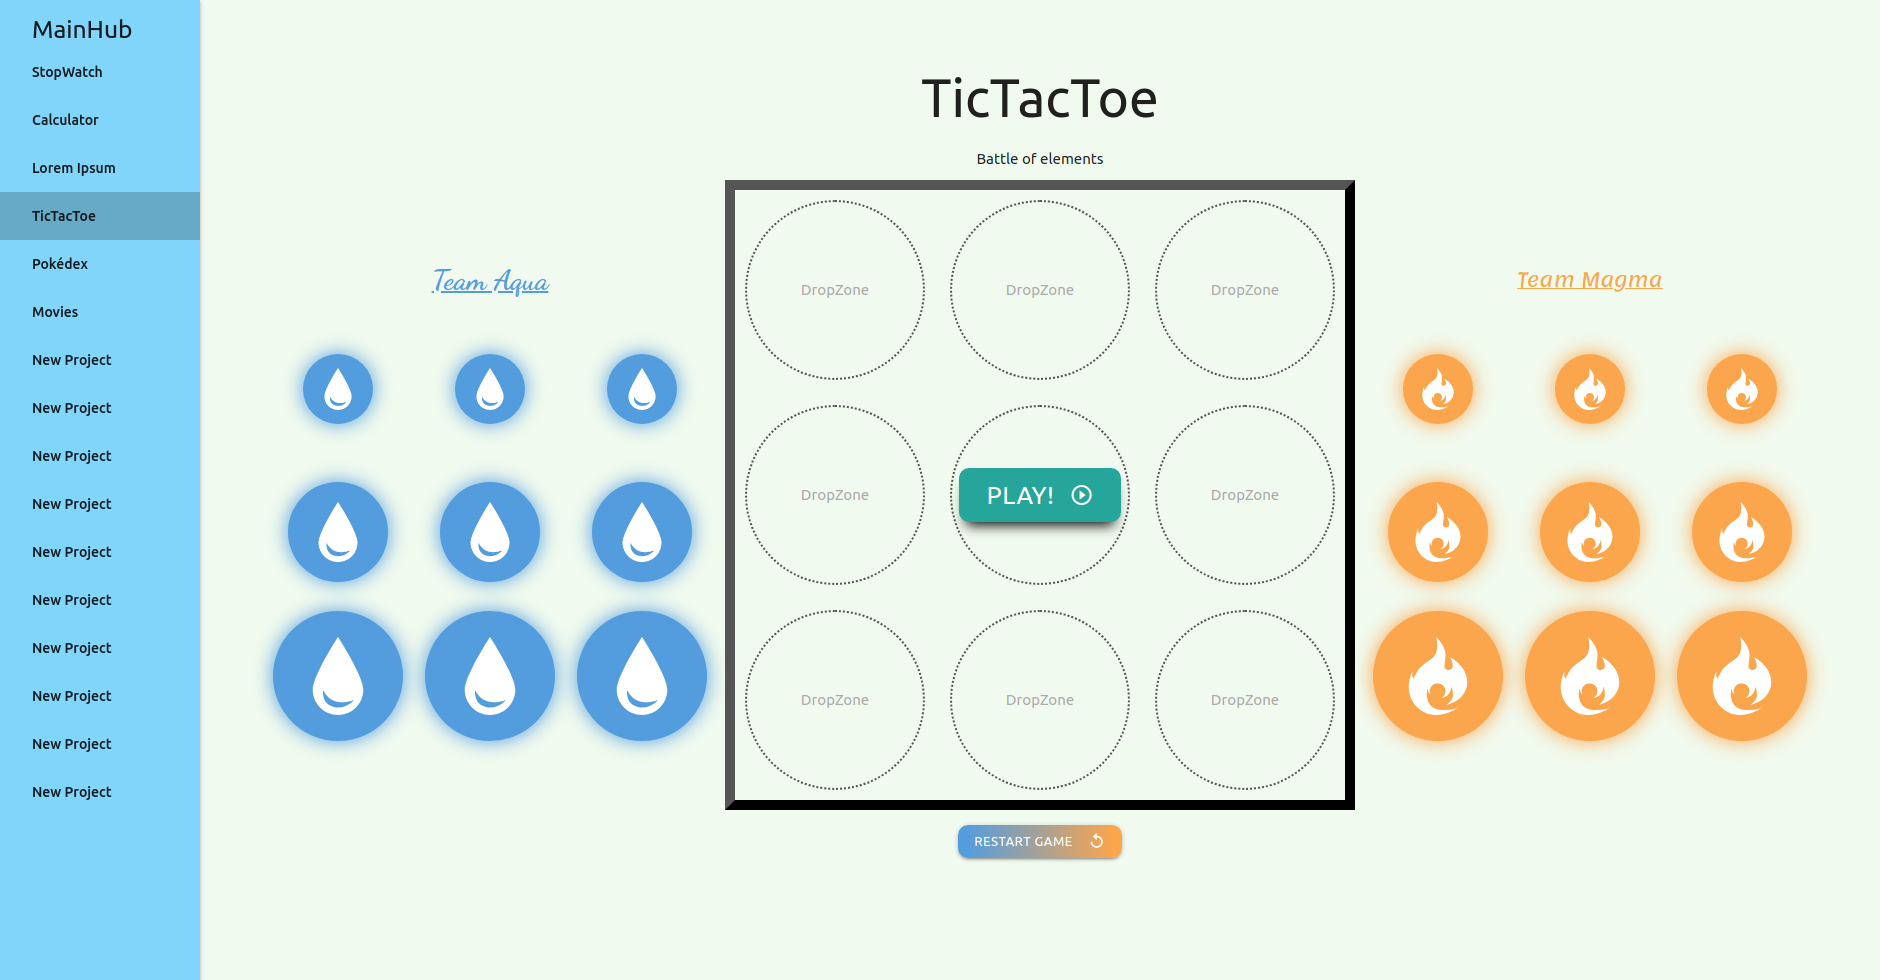 MainHub
StopWatch
Calculator
Lorem Ipsum
TicTacToe
Pokédex
Movies
New Project
New Project
New Project
New Project
New Project
New Project
New Project
New Project
New Project
New Project
TicTacToe
Battle of elements
Team Aqua
DropZone DropZone DropZone
DropZone PLAY! DropZone
DropZone DropZone DropZone
Team Magma
RESTART GAME